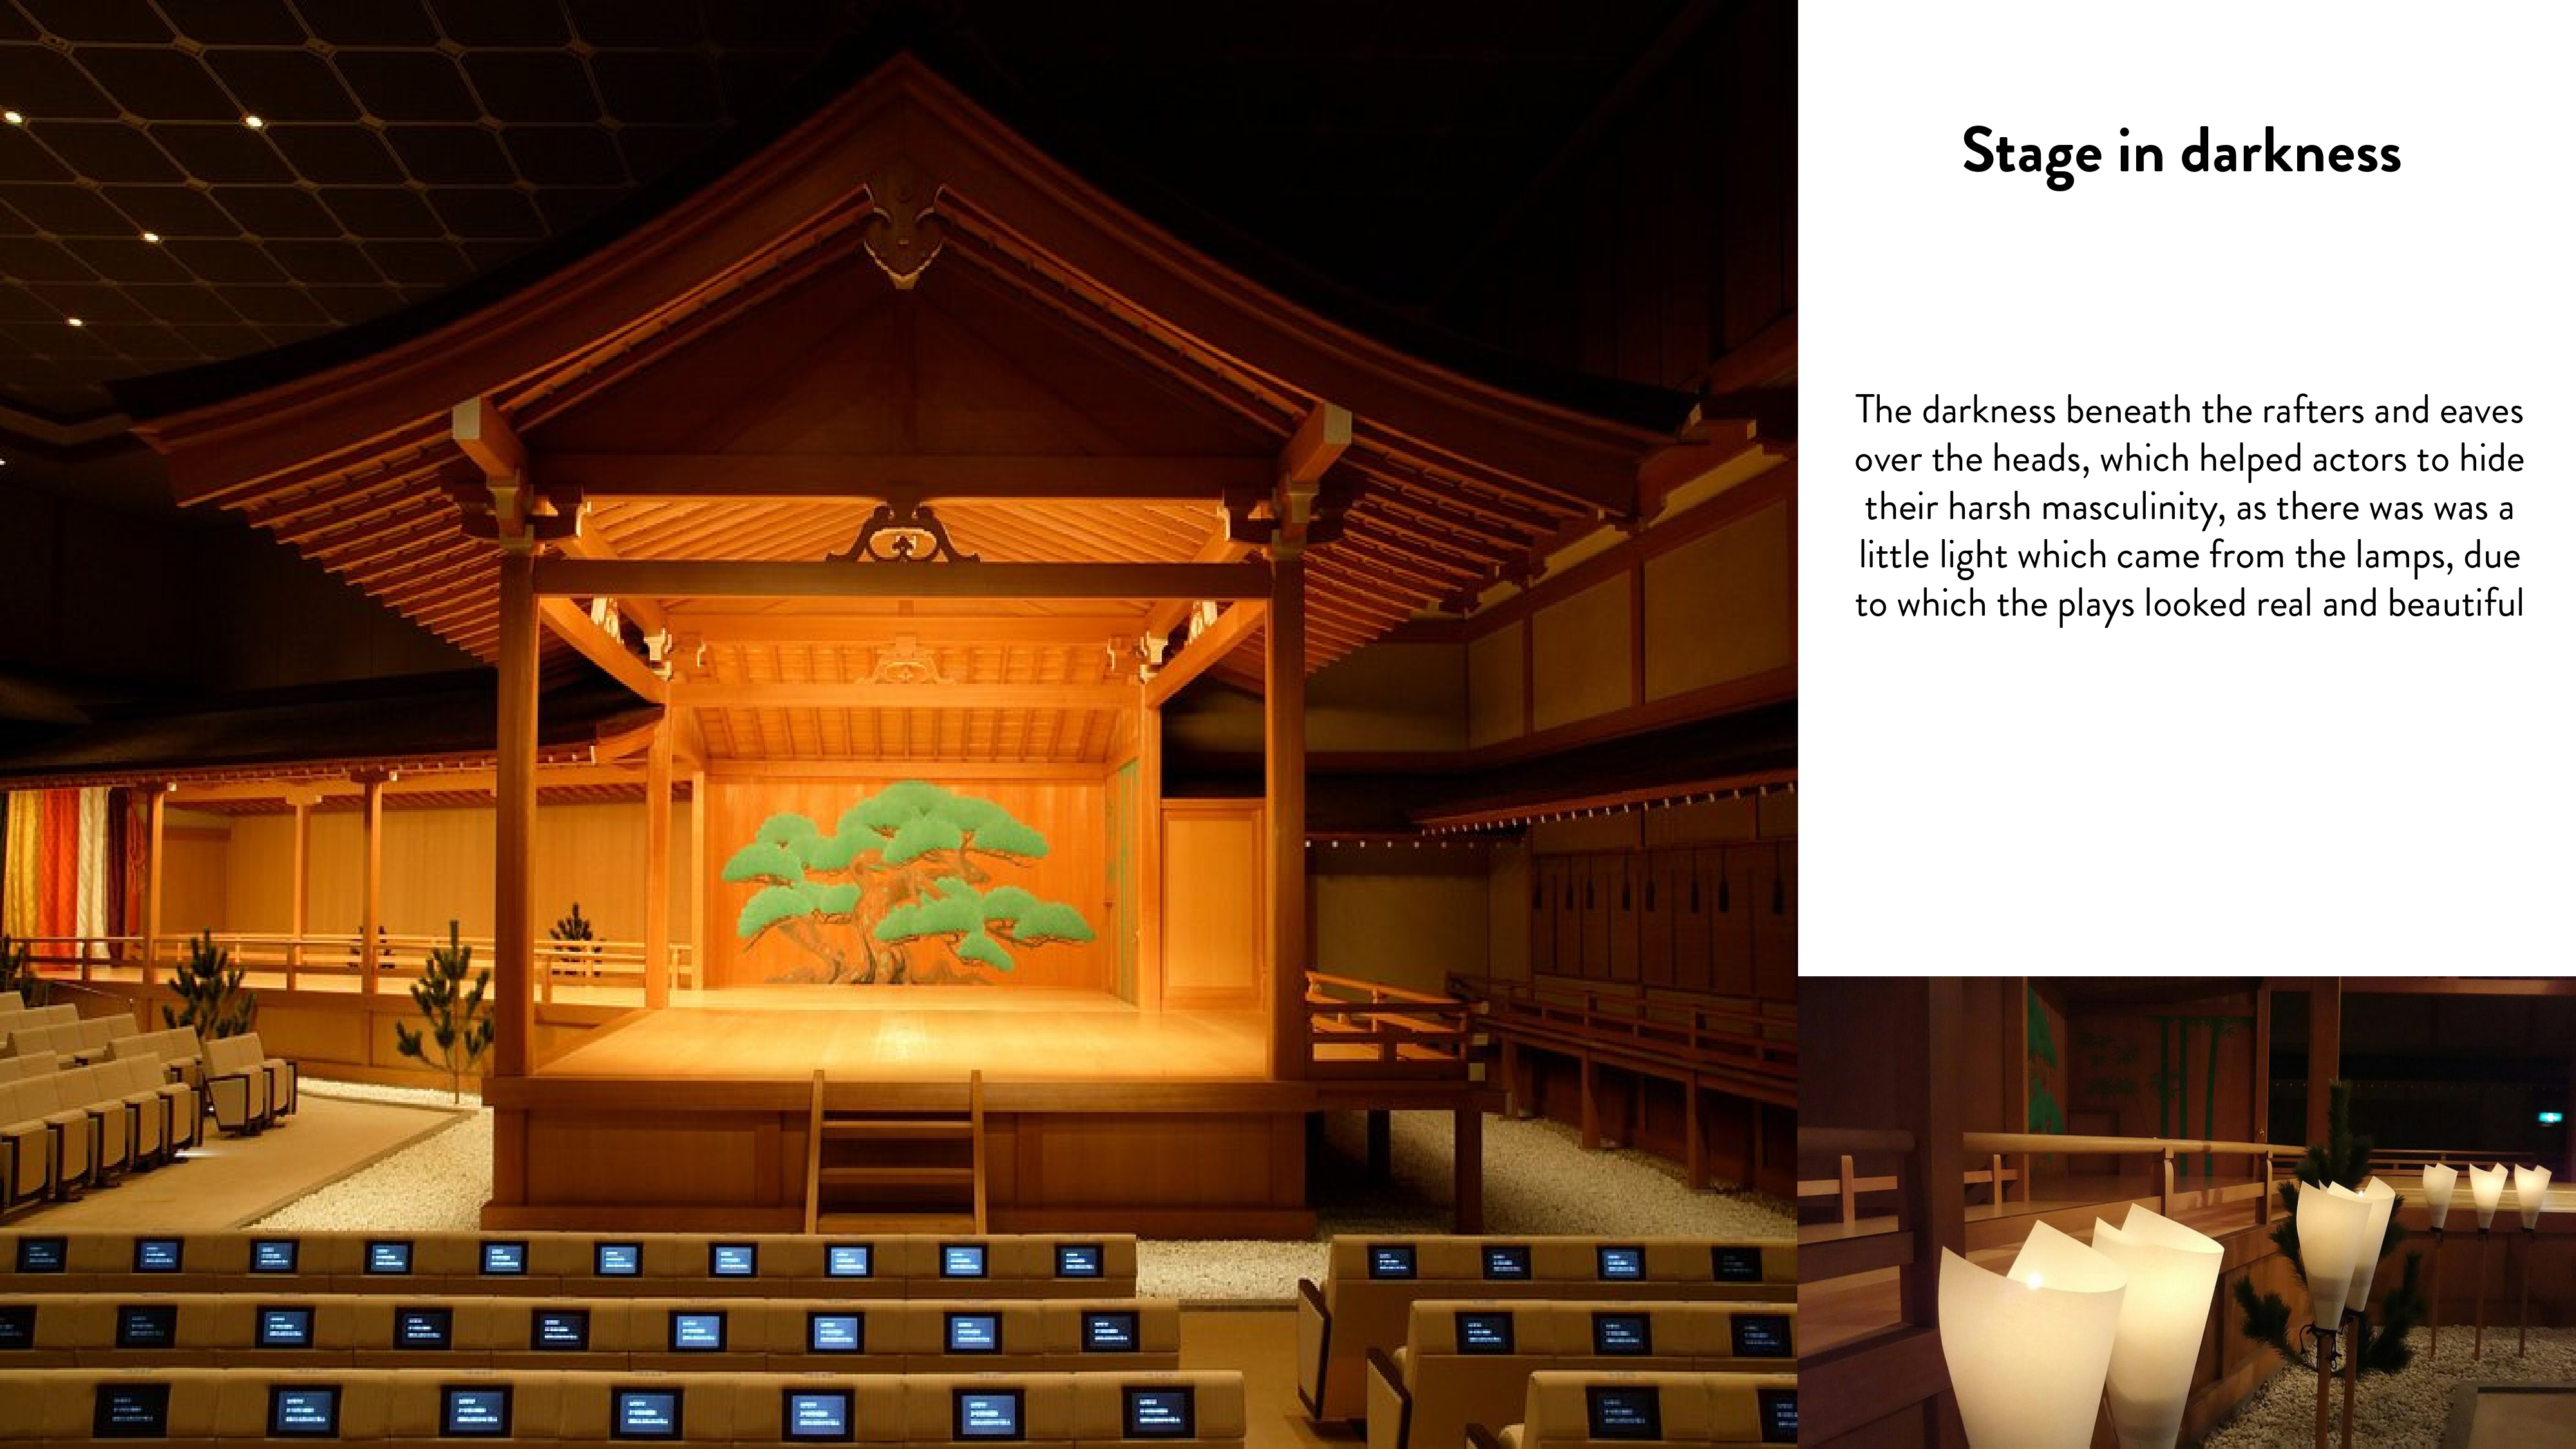 Stage in darkness
The darkness beneath the rafters and eaves
over the heads, which helped actors to hide
their harsh masculinity, as there was was a
little light which came from the lamps, due
to which the plays looked real and beautiful